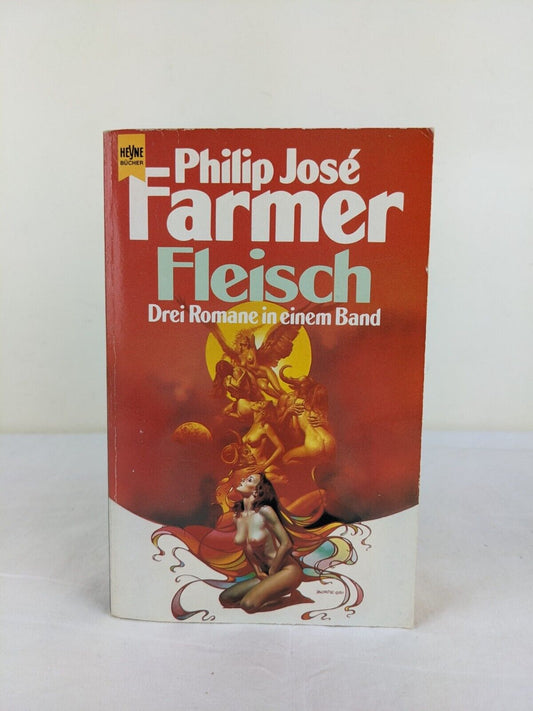 HEYNE
BÜCHER
Philip José
Farmer
Fleisch
Drei Romane in einem Band